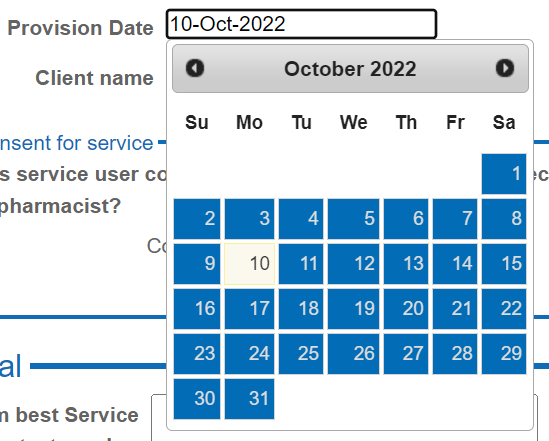 Provision Date 10-Oct-2022
October 2022
Client name
Su Mo Tu We Th Fr Sa
nsent for service
1
s service user co
2 3 4 5 6 7 8
pharmacist?
9 10 11 12 13 14 15
16 17 18 19 20 21 22
23 24 25 26 27 28 29
al
30 31
best Service